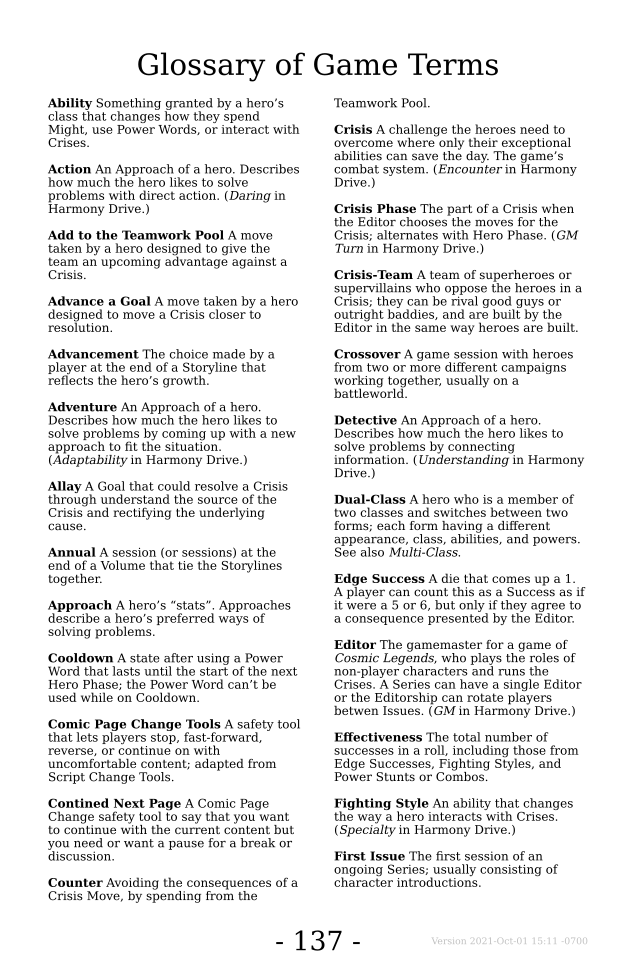 Glossary of Game Terms
Ability Something granted by a hero’s
class that changes how they spend
Might, use Power Words, or interact with
Crises.
Action An Approach of a hero. Describes
how much the hero likes to solve
problems with direct action. (Daring in
Harmony Drive.)
Add to the Teamwork Pool A move
taken by a hero designed to give the
team an upcoming advantage against a
Crisis.
Advance a Goal A move taken by a hero
designed to move a Crisis closer to
resolution.
Advancement The choice made by a
player at the end of a Storyline that
reflects the hero’s growth.
Adventure An Approach of a hero.
Describes how much the hero likes to
solve problems by coming up with a new
approach to fit the situation.
(Adaptability in Harmony Drive.)
Allay A Goal that could resolve a Crisis
through understand the source of the
Crisis and rectifying the underlying
cause.
Annual A session (or sessions) at the
end of a Volume that tie the Storylines
together.
Approach A hero’s “stats”. Approaches
describe a hero’s preferred ways of
solving problems.
Cooldown A state after using a Power
Word that lasts until the start of the next
Hero Phase; the Power Word can’t be
used while on Cooldown.
Comic Page Change Tools A safety tool
that lets players stop, fast-forward,
reverse, or continue on with
uncomfortable content; adapted from
Script Change Tools.
Contined Next Page A Comic Page
Change safety tool to say that you want
to continue with the current content but
you need or want a pause for a break or
discussion.
Counter Avoiding the consequences of a
Crisis Move, by spending from the
Teamwork Pool.
Crisis A challenge the heroes need to
overcome where only their exceptional
abilities can save the day. The game’s
combat system. (Encounter in Harmony
Drive.)
Crisis Phase The part of a Crisis when
the Editor chooses the moves for the
Crisis; alternates with Hero Phase. (GM
Turn in Harmony Drive.)
Crisis-Team A team of superheroes or
supervillains who oppose the heroes in a
Crisis; they can be rival good guys or
outright baddies, and are built by the
Editor in the same way heroes are built.
Crossover A game session with heroes
from two or more different campaigns
working together, usually on a
battleworld.
Detective An Approach of a hero.
Describes how much the hero likes to
solve problems by connecting
information. (Understanding in Harmony
Drive.)
Dual-Class A hero who is a member of
two classes and switches between two
forms; each form having a different
appearance, class, abilities, and powers.
See also Multi-Class.
Edge Success A die that comes up a 1.
A player can count this as a Success as if
it were a 5 or 6, but only if they agree to
a consequence presented by the Editor.
Editor The gamemaster for a game of
Cosmic Legends, who plays the roles of
non-player characters and runs the
Crises. A Series can have a single Editor
or the Editorship can rotate players
betwen Issues. (GM in Harmony Drive.)
Effectiveness The total number of
successes in a roll, including those from
Edge Successes, Fighting Styles, and
Power Stunts or Combos.
Fighting Style An ability that changes
the way a hero interacts with Crises.
(Specialty in Harmony Drive.)
First Issue The first session of an
ongoing Series; usually consisting of
character introductions.
- 137 -
Version 2021-Oct-01 15:11 -0700